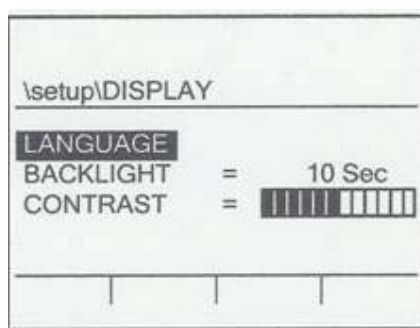 \setup\DISPLAY
LANGUAGE
BACKLIGHT = 10 Sec
CONTRAST =